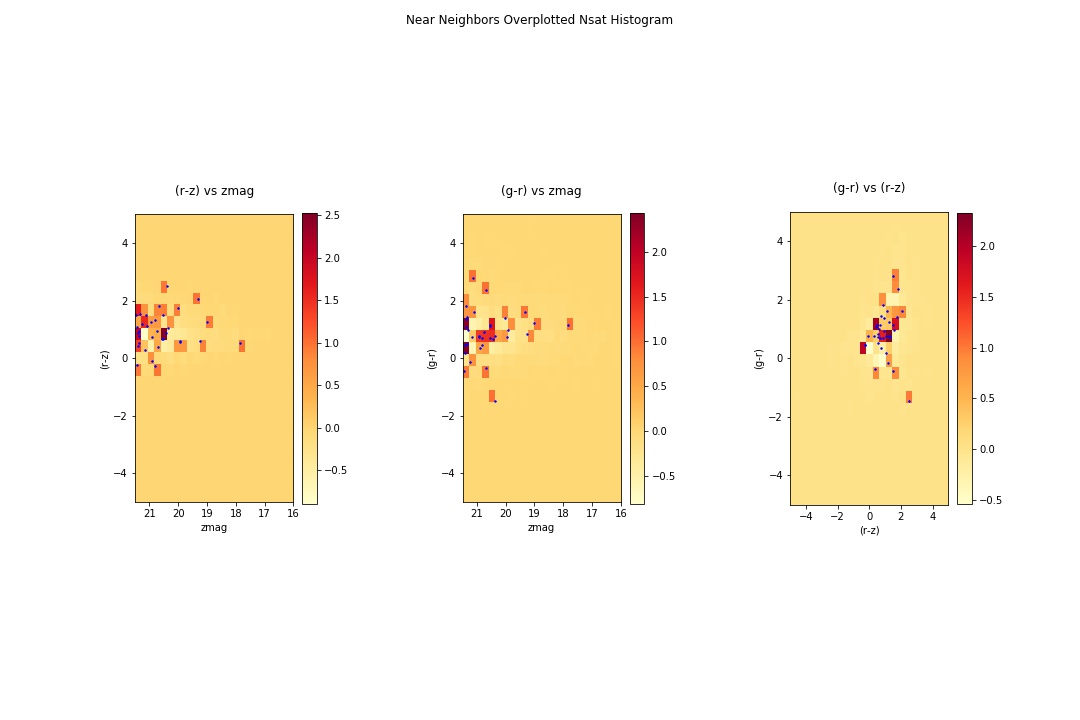 Near Neighbors Overplotted Nsat Histogram
(r-z) vs zmag
4
2
0
−2
−4
(r-z)
21 20 19 18 17 16
zmag
2.5
2.0
1.5
1.0
0.5
0.0
−0.5
(g-r) vs zmag
4
2
0
−2
−4
(g-r)
21 20 19 18 17 16
zmag
2.0
1.5
1.0
0.5
0.0
−0.5
(g-r) vs (r-z)
4
2
0
−2
−4
(g-r)
−4 −2 0 2 4
(r-z)
2.0
1.5
1.0
0.5
0.0
−0.5